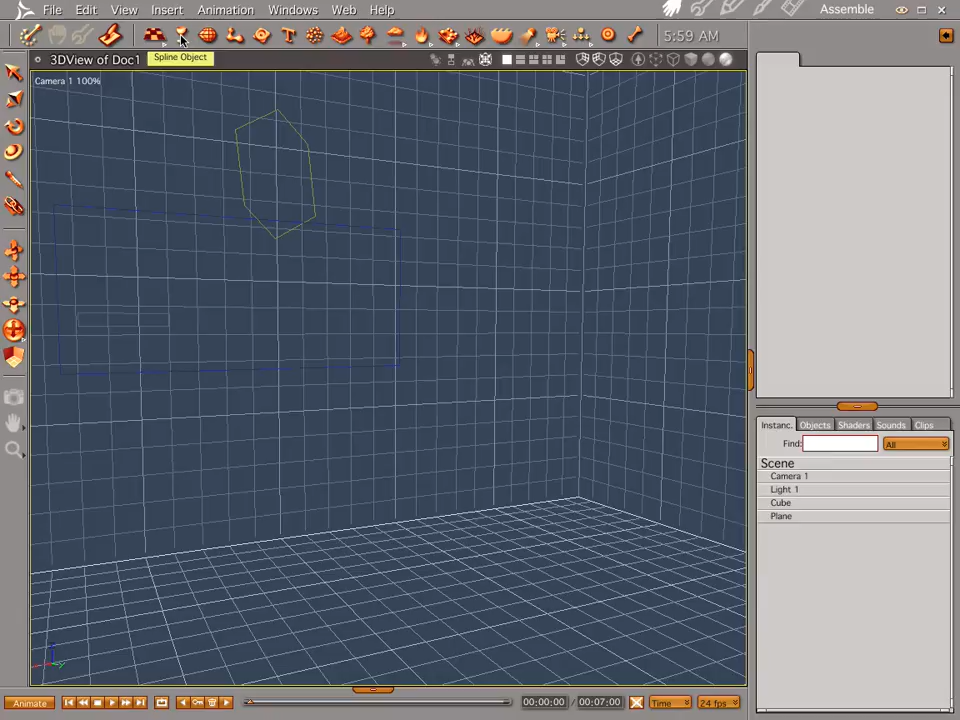 File Edit View Insert Animation Windows Web Help Assemble
5:59 AM
3DView of Doc1
Spline Object
Camera 1 100%
Instanc. Objects Shaders Sounds Clips
Find: All
Scene
Camera 1
Light 1
Cube
Plane
Animate 00:00:00 / 00:07:00 Time 24 fps